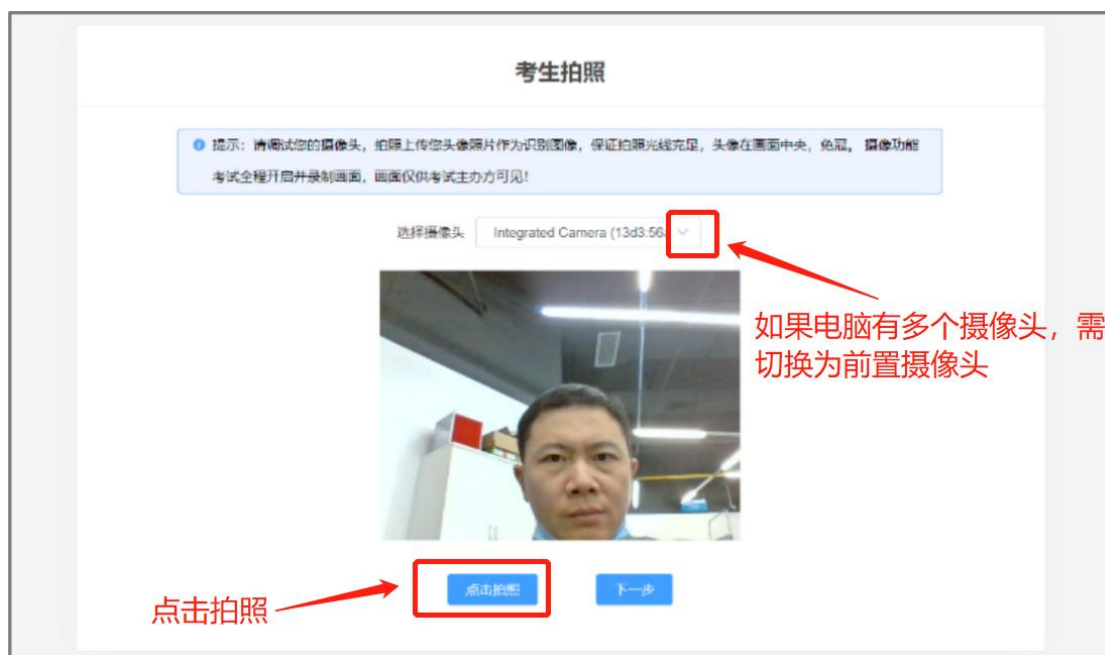 考生拍照
提示：请调试您的摄像头，拍照上传您头像照片作为识别图像，保证拍照光线充足，头像在画面中央，免冠。 摄像功能
考试全程开启并录制画面，画面仅供考试主办方可见！
选择摄像头 Integrated Camera (13d3:56
如果电脑有多个摄像头，需
切换为前置摄像头
点击拍照 下一步
点击拍照